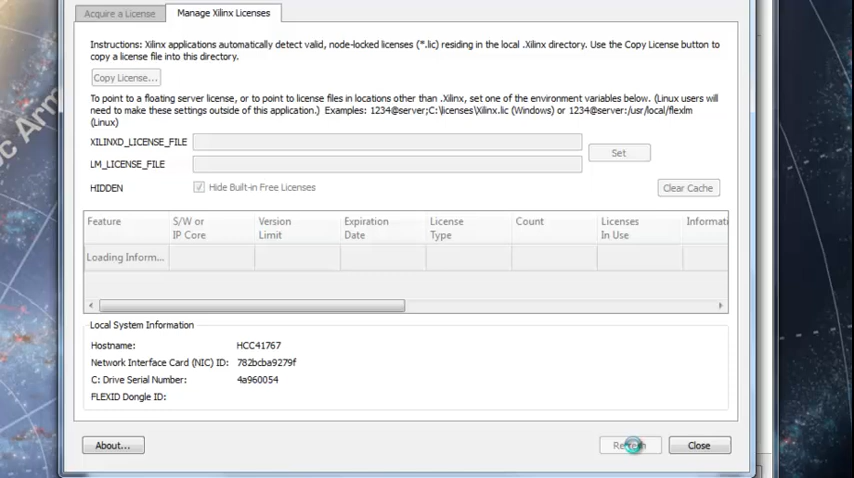 Acquire a License
Manage Xilinx Licenses
Instructions: Xilinx applications automatically detect valid, node-locked licenses (*.lic) residing in the local .Xilinx directory. Use the Copy License button to
copy a license file into this directory.
Copy License...
To point to a floating server license, or to point to license files in locations other than .Xilinx, set one of the environment variables below. (Linux users will
need to make these settings outside of this application.)  Examples: 1234@server;C:\licenses\Xilinx.lic (Windows) or 1234@server:/usr/local/flexlm
(Linux)
XILINXD_LICENSE_FILE
LM_LICENSE_FILE
Set
HIDDEN
Hide Built-in Free Licenses
Clear Cache
Feature S/W or Version Expiration License Count Licenses Informati
IP Core Limit Date Type In Use
Loading Inform...
Local System Information
Hostname: HCC41767
Network Interface Card (NIC) ID: 782bcba9279f
C: Drive Serial Number: 4a960054
FLEXID Dongle ID:
About...
Close